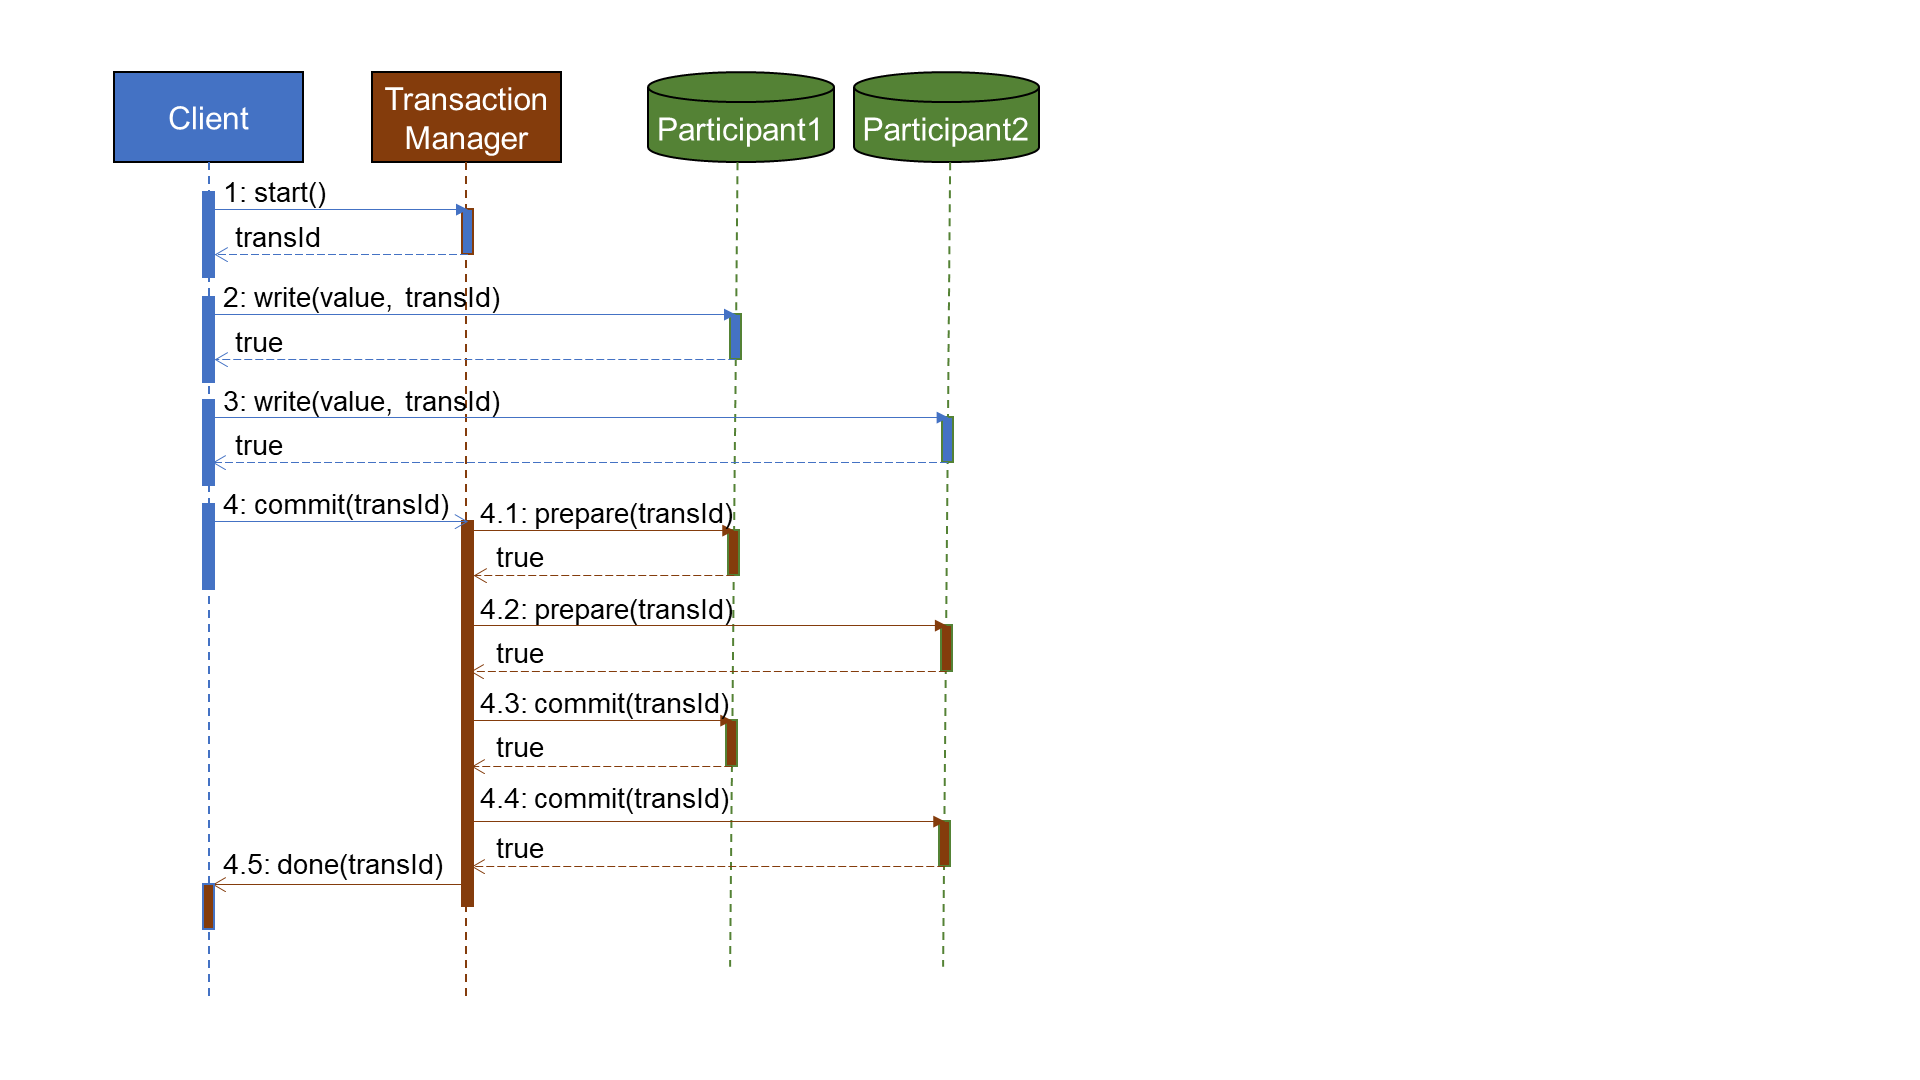 Client
Transaction
Manager
Participant1
Participant2
1: start()
transId
2: write(value, transId)
true
3: write(value, transId)
true
4: commit(transId)
4.1: prepare(transId)
true
4.2: prepare(transId)
true
4.3: commit(transId)
true
4.4: commit(transId)
true
4.5: done(transId)